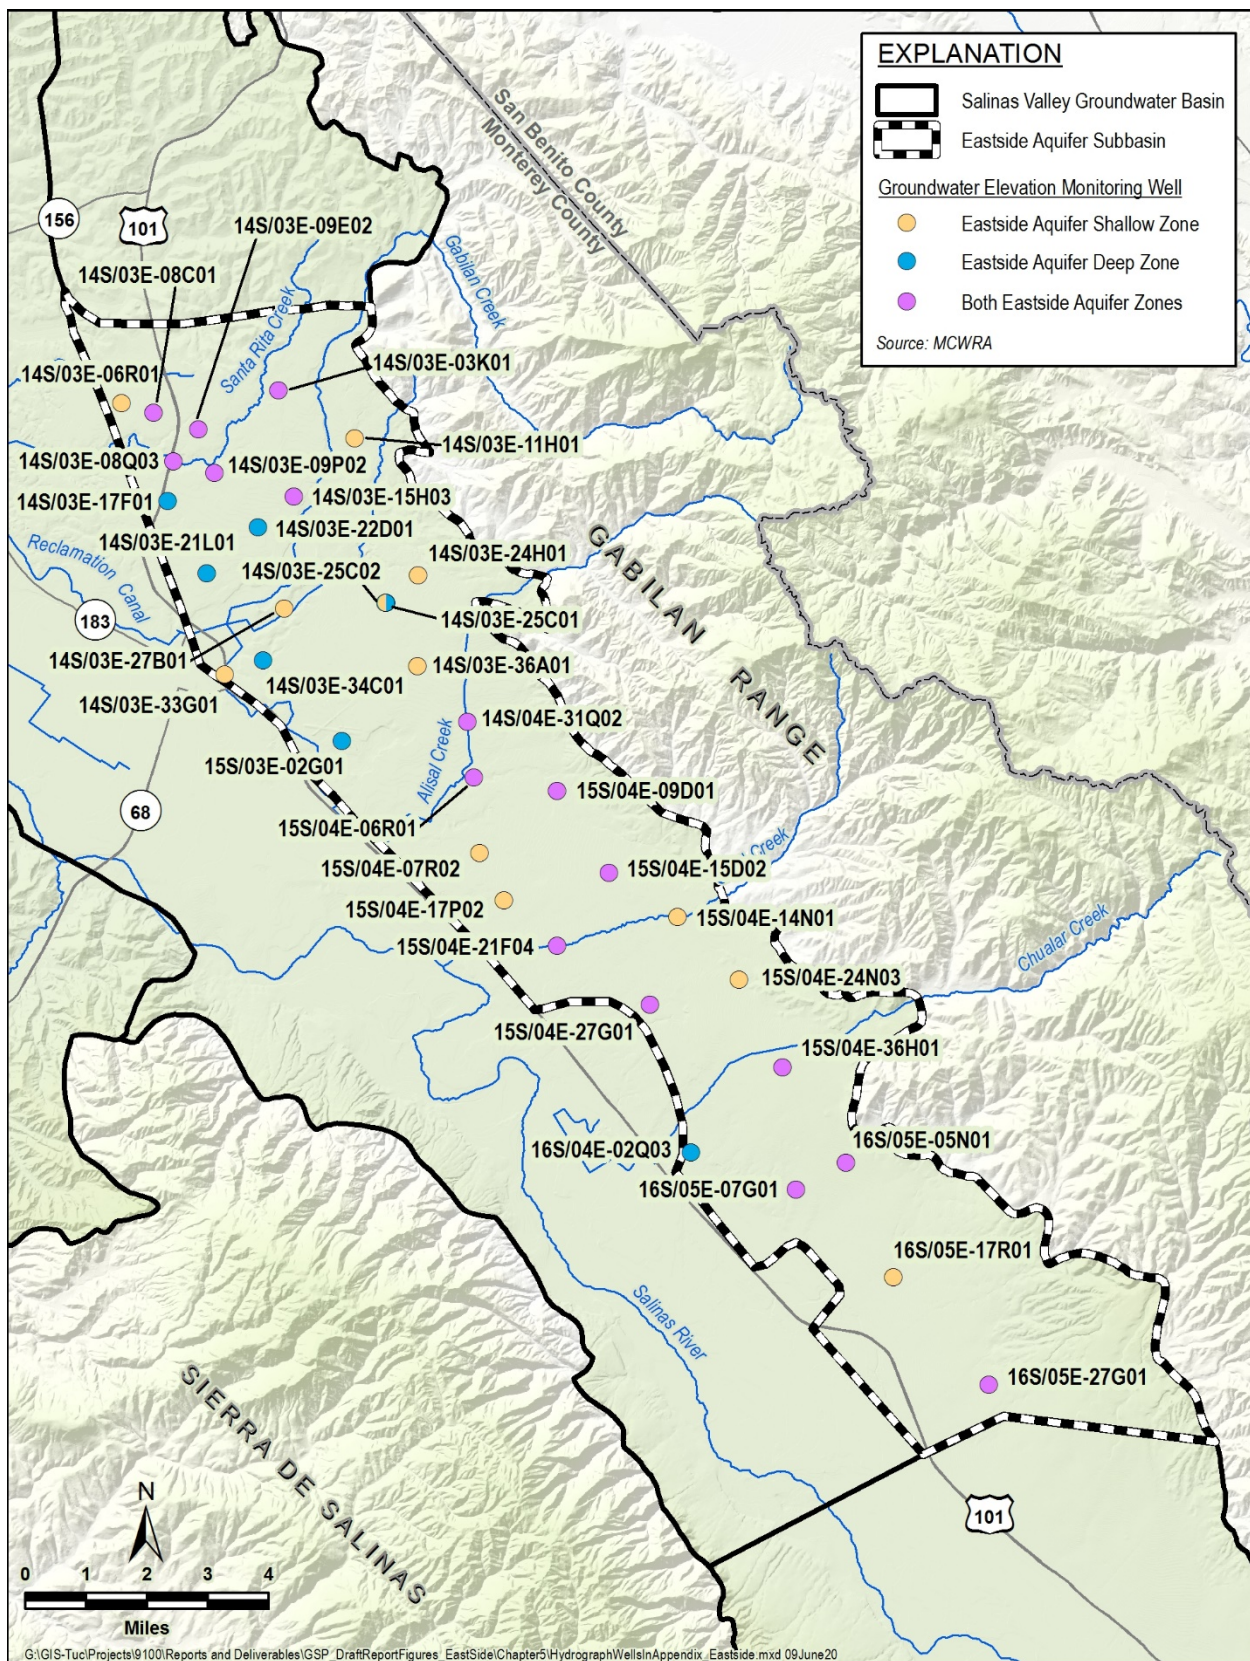 EXPLANATION
Salinas Valley Groundwater Basin
Eastside Aquifer Subbasin
Groundwater Elevation Monitoring Well
Eastside Aquifer Shallow Zone
Eastside Aquifer Deep Zone
Both Eastside Aquifer Zones
Source: MCWRA
San Benito County
Monterey County
156
101
14S/03E-09E02
14S/03E-08C01
Gabilan Creek
Santa Rita Creek
14S/03E-06R01
14S/03E-03K01
14S/03E-11H01
14S/03E-08Q03
14S/03E-09P02
14S/03E-17F01
14S/03E-15H03
14S/03E-22D01
14S/03E-21L01
14S/03E-24H01
Reclamation Canal
14S/03E-25C02
GABILAN RANGE
183
14S/03E-25C01
14S/03E-27B01
14S/03E-36A01
14S/03E-34C01
14S/03E-33G01
14S/04E-31Q02
15S/03E-02G01
Alisal Creek
15S/04E-09D01
68
15S/04E-06R01
Creek
15S/04E-07R02
15S/04E-15D02
15S/04E-17P02
15S/04E-14N01
15S/04E-21F04
Chualar Creek
15S/04E-24N03
15S/04E-27G01
15S/04E-36H01
16S/05E-05N01
16S/04E-02Q03
16S/05E-07G01
16S/05E-17R01
Salinas River
16S/05E-27G01
SIERRA DE SALINAS
101
N
0 1 2 3 4
Miles
G:\GIS-Tuc\Projects\9100\Reports and Deliverables\GSP_DraftReportFigures_EastSide\Chapter5\HydrographWellsInAppendix_Eastside.mxd 09June20